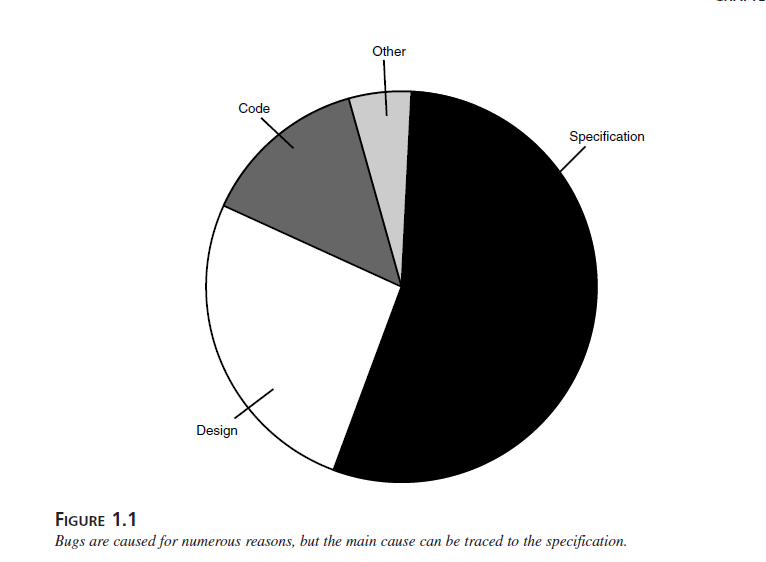 Other
Code
Specification
Design
FIGURE 1.1
Bugs are caused for numerous reasons, but the main cause can be traced to the specification.